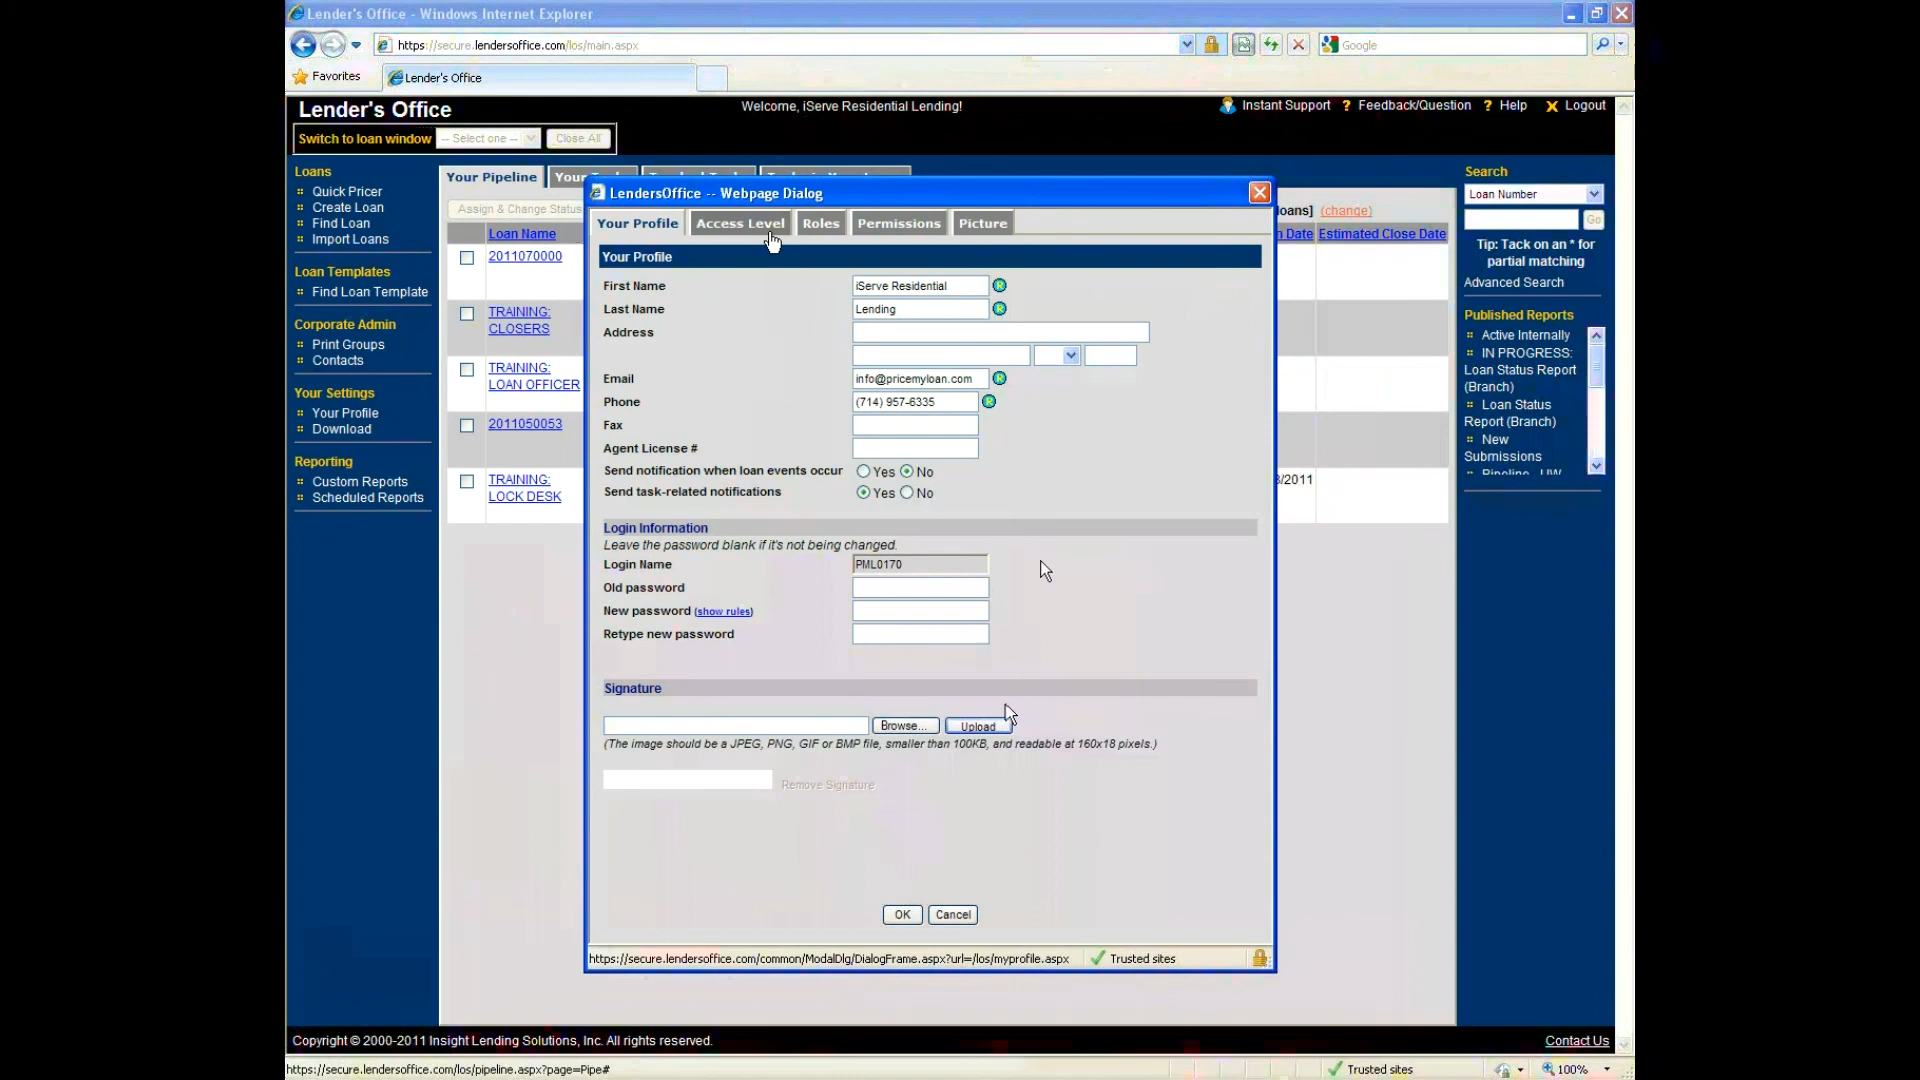 Lender's Office - Windows Internet Explorer
https://secure.lendersoffice.com/los/main.aspx
Google
Favorites
Lender's Office
Lender's Office
Welcome, iServe Residential Lending!
Instant Support
? Feedback/Question
? Help
X Logout
Switch to loan window
-- Select one --
Close All
Loans
Quick Pricer
Create Loan
Find Loan
Import Loans
Loan Templates
Find Loan Template
Corporate Admin
Print Groups
Contacts
Your Settings
Your Profile
Download
Reporting
Custom Reports
Scheduled Reports
Your Pipeline
Your
Assign & Change Status
loans] (change)
Loan Name
Date
Estimated Close Date
2011070000
TRAINING:
CLOSERS
TRAINING:
LOAN OFFICER
2011050053
TRAINING:
LOCK DESK
/2011
LendersOffice -- Webpage Dialog
Your Profile
Access Level
Roles
Permissions
Picture
Your Profile
First Name
iServe Residential
Last Name
Lending
Address
Email
info@pricemyloan.com
Phone
(714) 957-6335
Fax
Agent License #
Send notification when loan events occur
Yes
No
Send task-related notifications
Yes
No
Login Information
Leave the password blank if it's not being changed.
Login Name
PML0170
Old password
New password (show rules)
Retype new password
Signature
Browse...
Upload
(The image should be a JPEG, PNG, GIF or BMP file, smaller than 100KB, and readable at 160x18 pixels.)
Remove Signature
OK
Cancel
https://secure.lendersoffice.com/common/ModalDlg/DialogFrame.aspx?url=/los/myprofile.aspx
Trusted sites
Search
Loan Number
Go
Tip: Tack on an * for
partial matching
Advanced Search
Published Reports
Active Internally
IN PROGRESS:
Loan Status Report
(Branch)
Loan Status
Report (Branch)
New
Submissions
Pipeline - UW
Copyright © 2000-2011 Insight Lending Solutions, Inc. All rights reserved.
Contact Us
https://secure.lendersoffice.com/los/pipeline.aspx?page=Pipe#
Trusted sites
100%